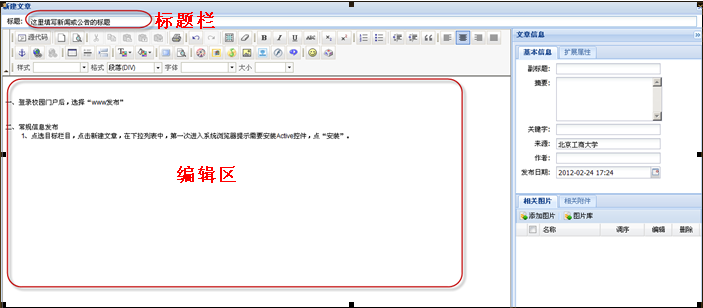 新建文章
标题: 这里填写新闻或公告的标题 标题栏
源代码
样式 格式 段落(DIV) 字体 大小
一、登录校园门户后，选择“www发布”
二、常规信息发布
1、点选目标栏目，点击新建文章，在下拉列表中，第一次进入系统浏览器提示需要安装Active控件，点“安装”。
编辑区
文章信息
基本信息 扩展属性
副标题:
摘要:
关键字:
来源: 北京工商大学
作者:
发布日期: 2012-02-24 17:24
相关图片 相关附件
添加图片 图片库
名称 调序 编辑 删除